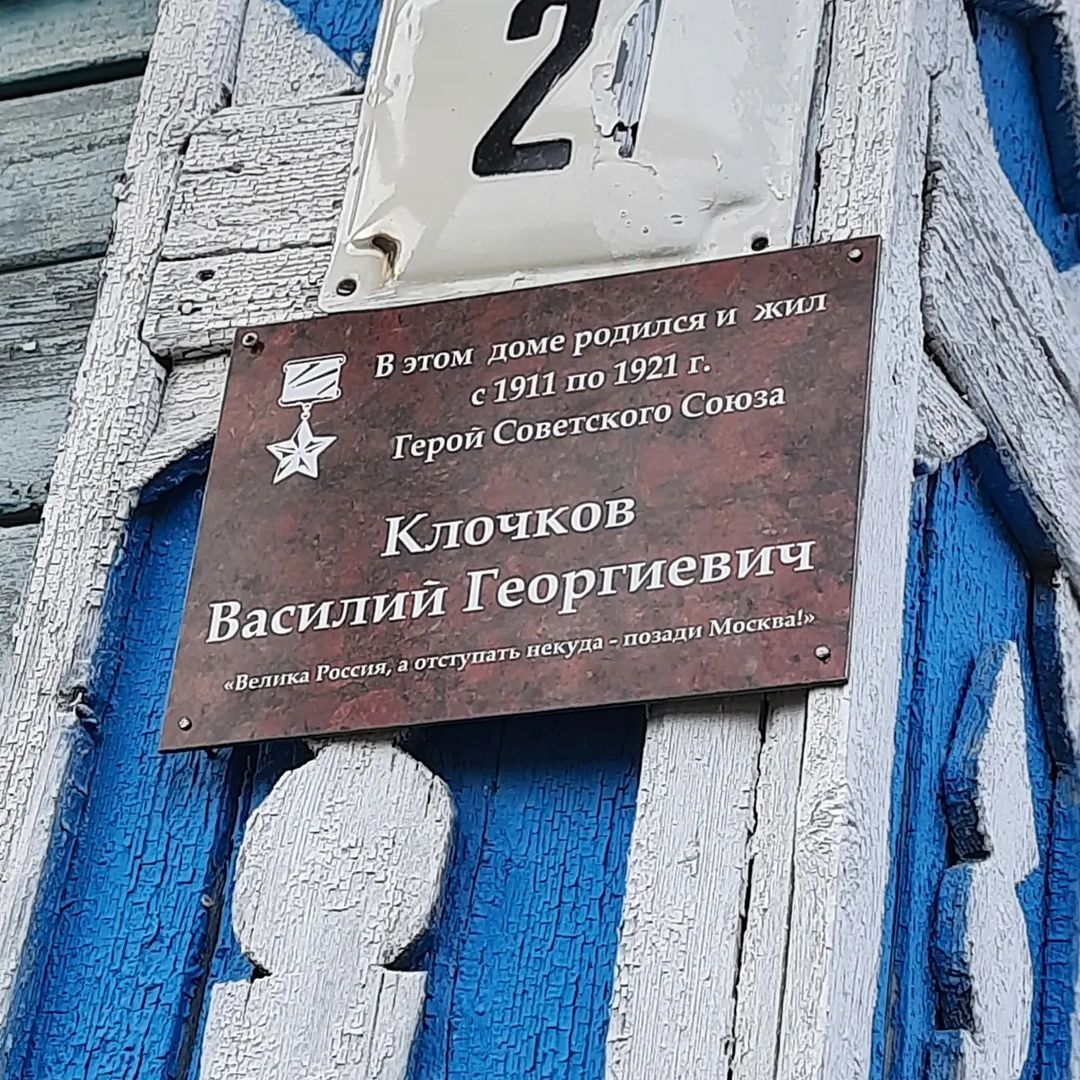 2
В этом доме родился и жил
с 1911 по 1921 г.
Герой Советского Союза
Клочков
Василий Георгиевич
«Велика Россия, а отступать некуда - позади Москва!»